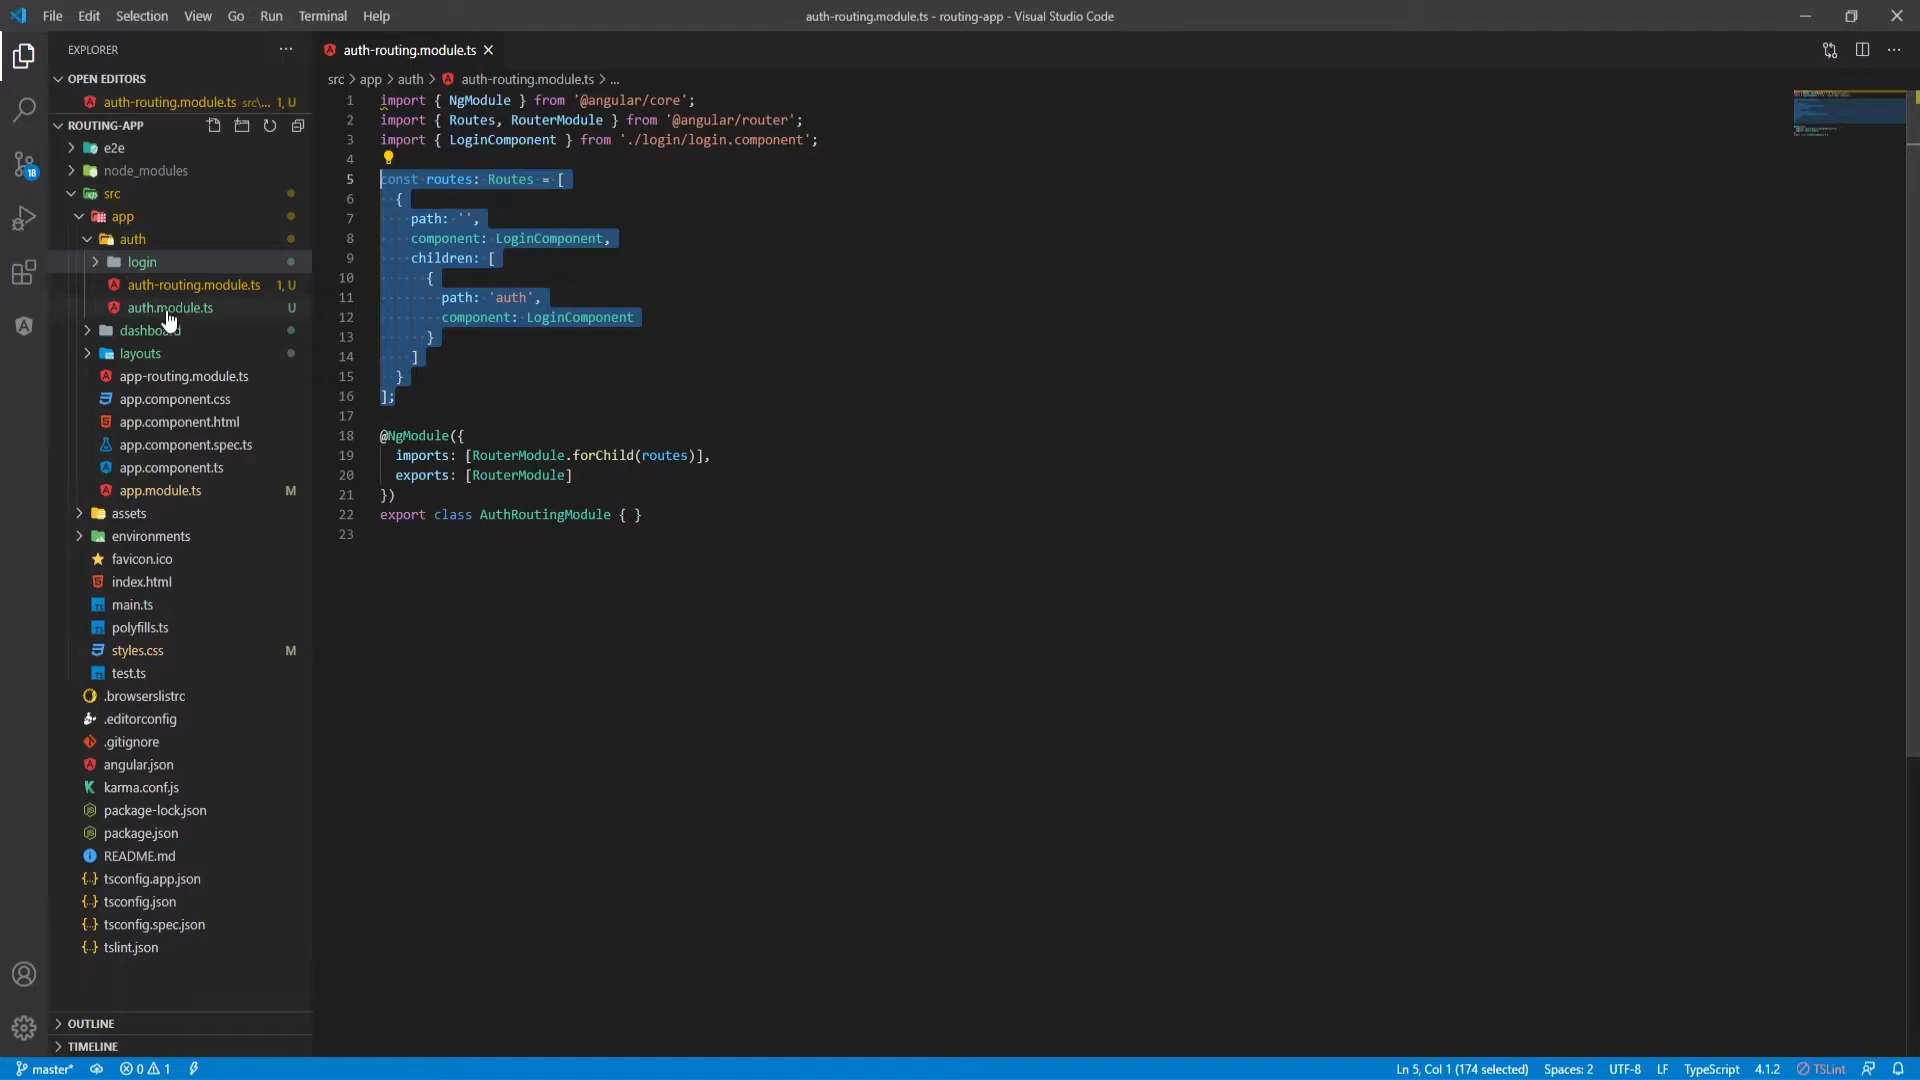 File Edit Selection View Go Run Terminal Help
auth-routing.module.ts - routing-app - Visual Studio Code
EXPLORER
OPEN EDITORS
auth-routing.module.ts src\... 1, U
ROUTING-APP
e2e
node_modules
src
app
auth
login
auth-routing.module.ts 1, U
auth.module.ts U
dashboard
layouts
app-routing.module.ts
app.component.css
app.component.html
app.component.spec.ts
app.component.ts
app.module.ts M
assets
environments
favicon.ico
index.html
main.ts
polyfills.ts
styles.css M
test.ts
.browserslistrc
.editorconfig
.gitignore
angular.json
karma.conf.js
package-lock.json
package.json
README.md
tsconfig.app.json
tsconfig.json
tsconfig.spec.json
tslint.json
OUTLINE
TIMELINE
18
auth-routing.module.ts
src > app > auth > auth-routing.module.ts > ...
1 import { NgModule } from '@angular/core';
2 import { Routes, RouterModule } from '@angular/router';
3 import { LoginComponent } from './login/login.component';
4
5 const routes: Routes = [
6 {
7 path: '',
8 component: LoginComponent,
9 children: [
10 {
11 path: 'auth',
12 component: LoginComponent
13 }
14 ]
15 }
16 ];
17
18 @NgModule({
19 imports: [RouterModule.forChild(routes)],
20 exports: [RouterModule]
21 })
22 export class AuthRoutingModule { }
23
master* 0 1 Ln 5, Col 1 (174 selected) Spaces: 2 UTF-8 LF TypeScript 4.1.2 TSLint